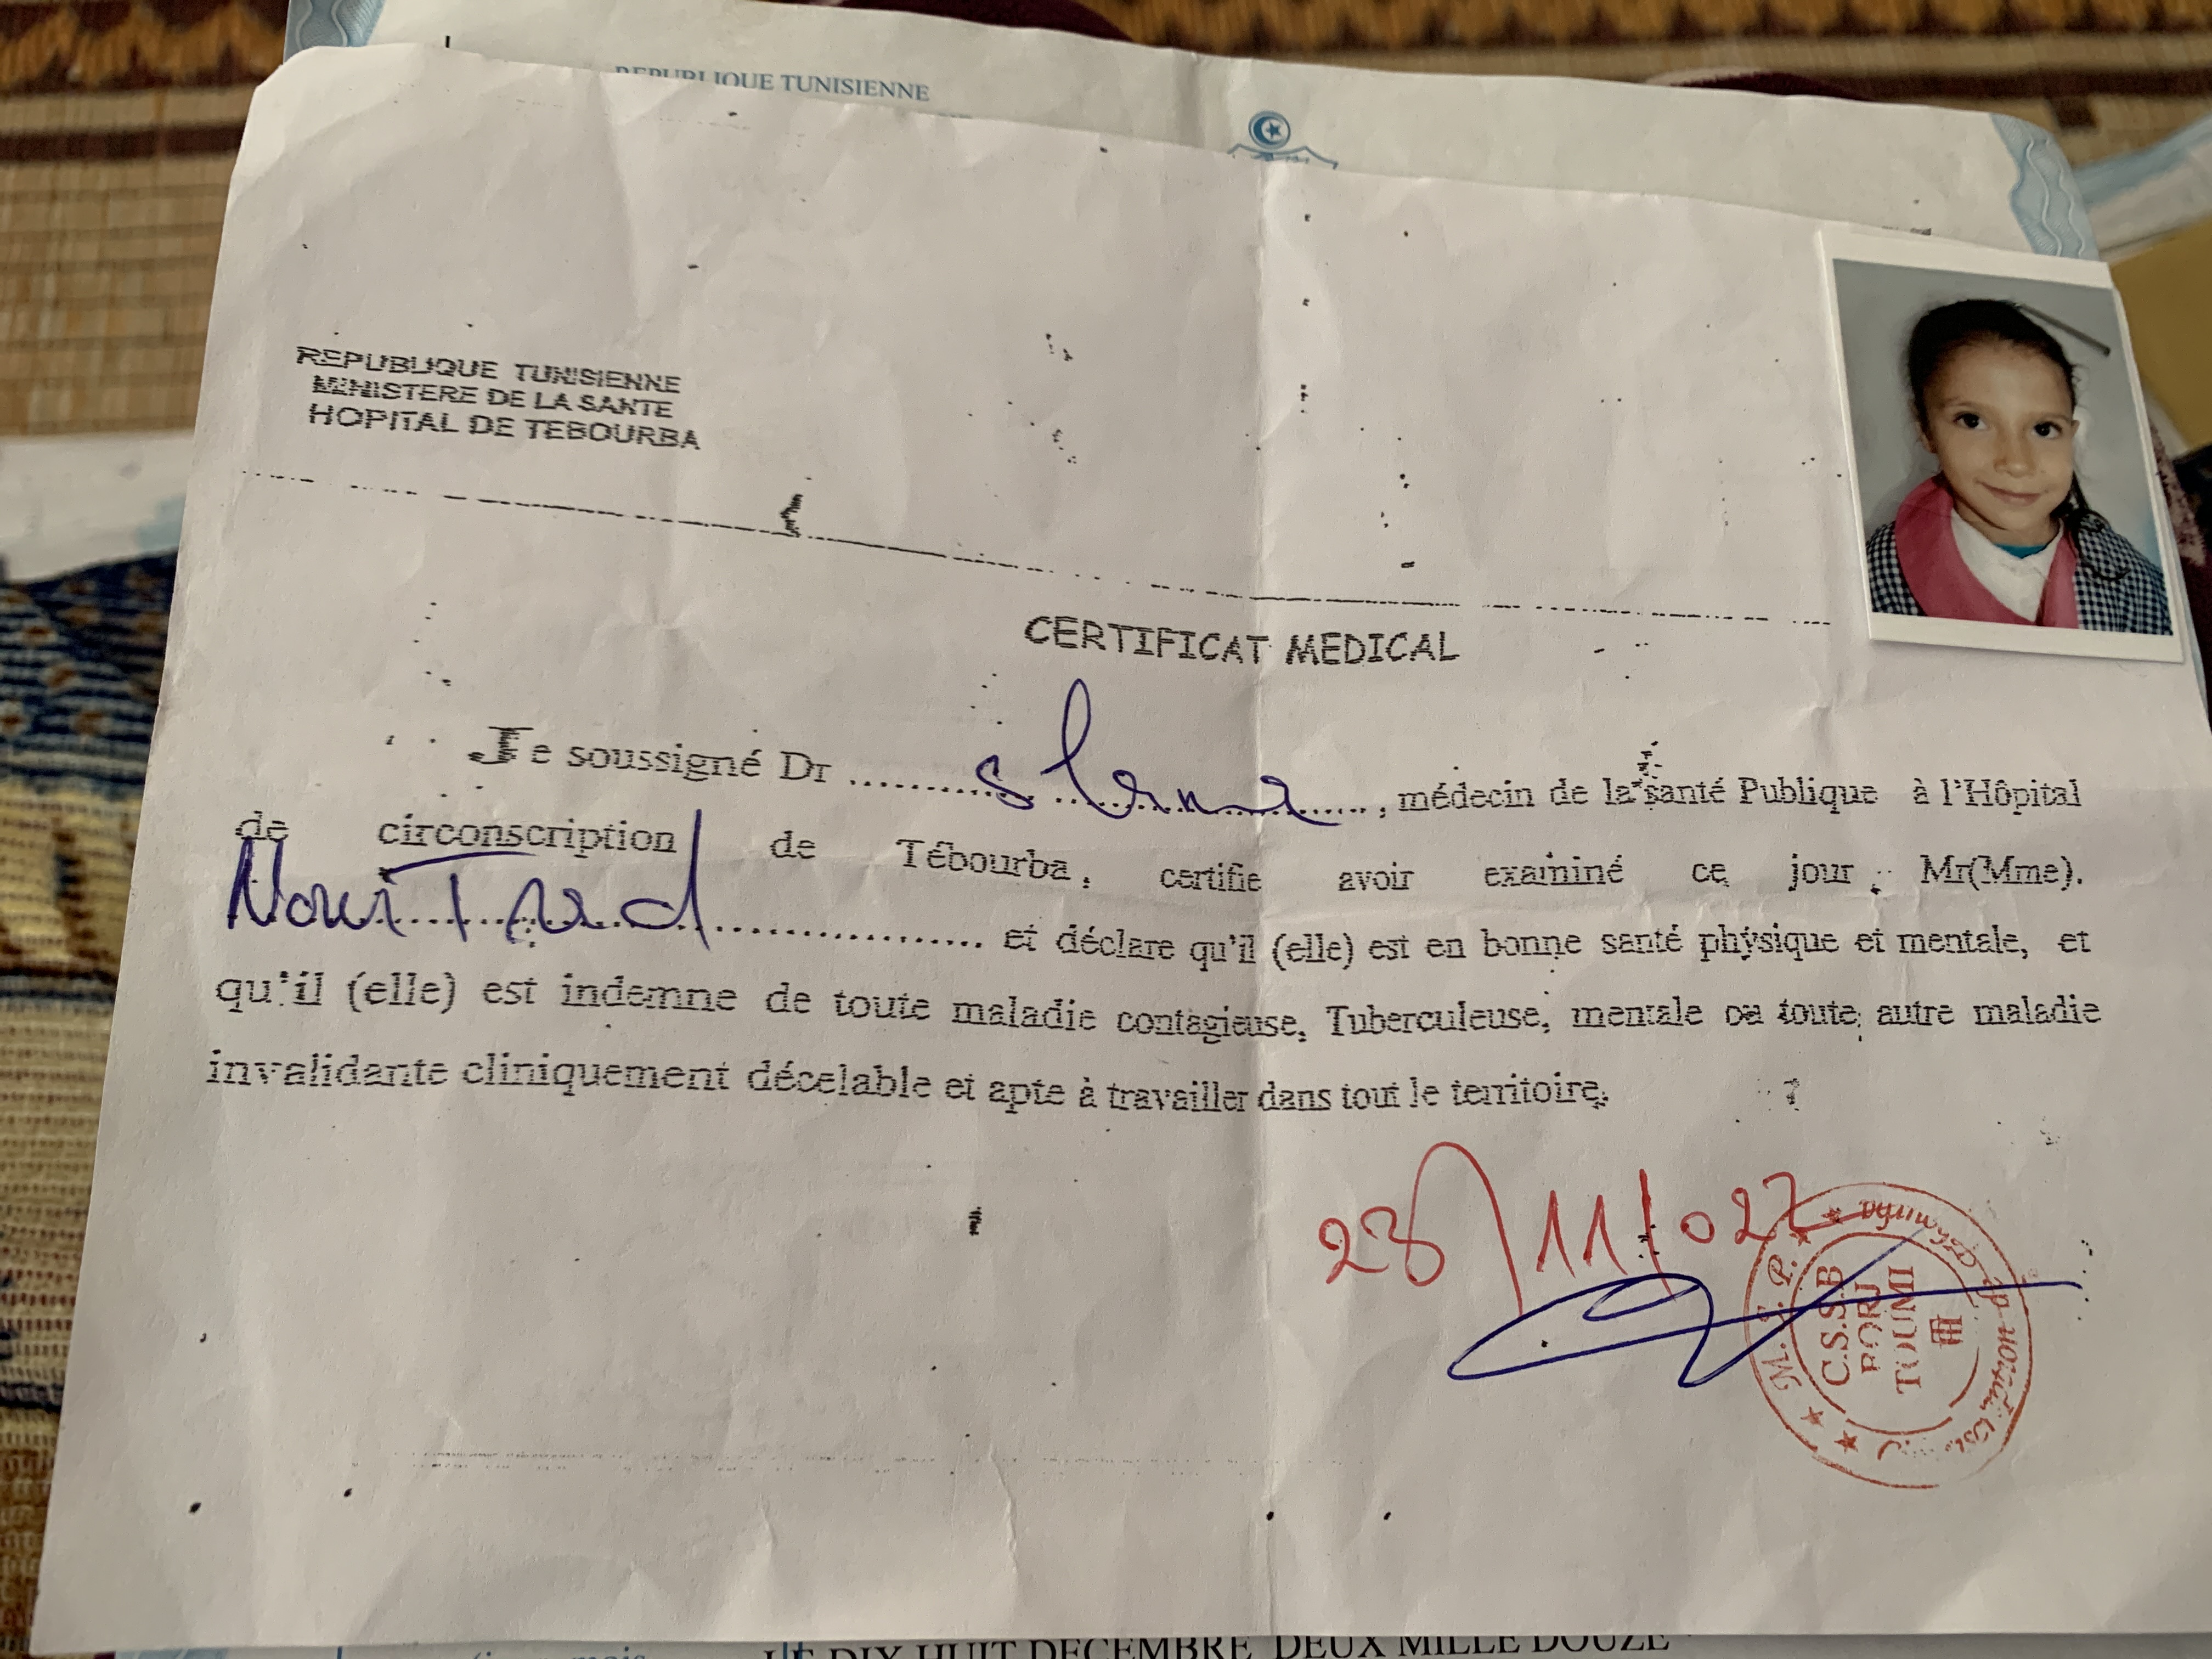 REPUBLIQUE TUNISIENNE
REPUBLIQUE TUNISIENNE
MINISTERE DE LA SANTE
HOPITAL DE TEBOURBA
CERTIFICAT MEDICAL
Je soussigné Dr ............ slama ......, médecin de la santé Publique à l'Hôpital
de circonscription de Tébourba, certifie avoir examiné ce jour Mr(Mme).
................ et déclare qu'il (elle) est en bonne santé physique et mentale, et
qu'il (elle) est indemne de toute maladie contagieuse, Tuberculeuse, mentale ou toute autre maladie
invalidante cliniquement décelable et apte à travailler dans tout le territoire.
23/11/022
M. S. P.
C.S.S.B
BORJ
TOUMI
LE DIX HUIT DECEMBRE DEUX MILLE DOUZE